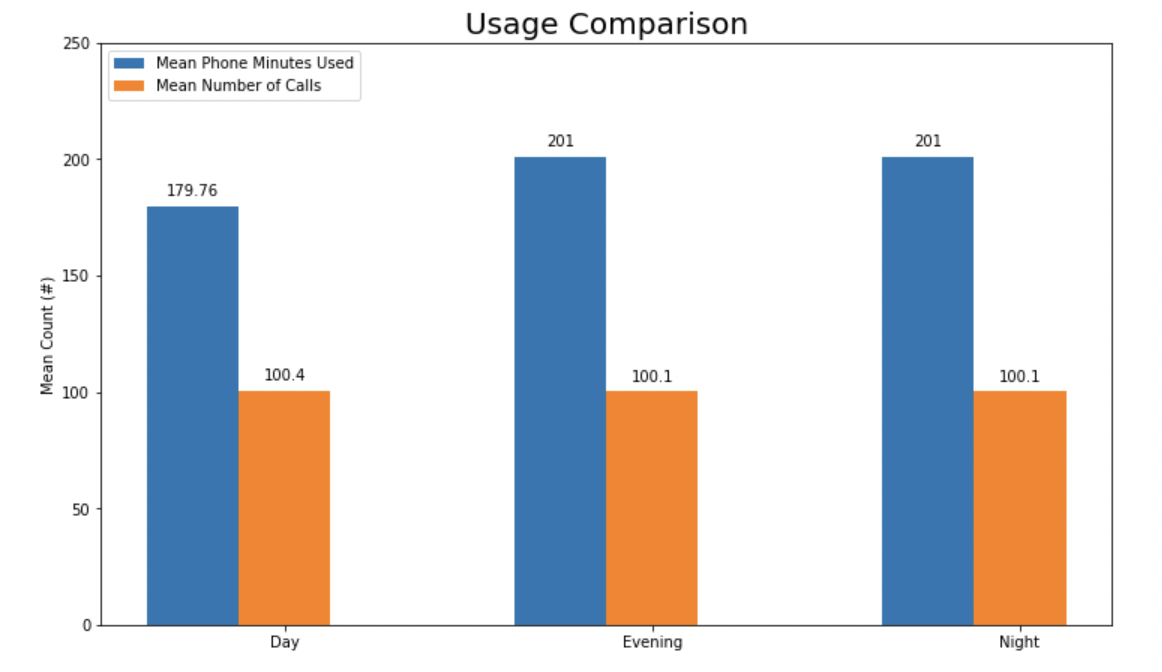 Usage Comparison
Mean Phone Minutes Used
Mean Number of Calls
Mean Count (#)
250
200
150
100
50
0
179.76
100.4
201
100.1
201
100.1
Day
Evening
Night